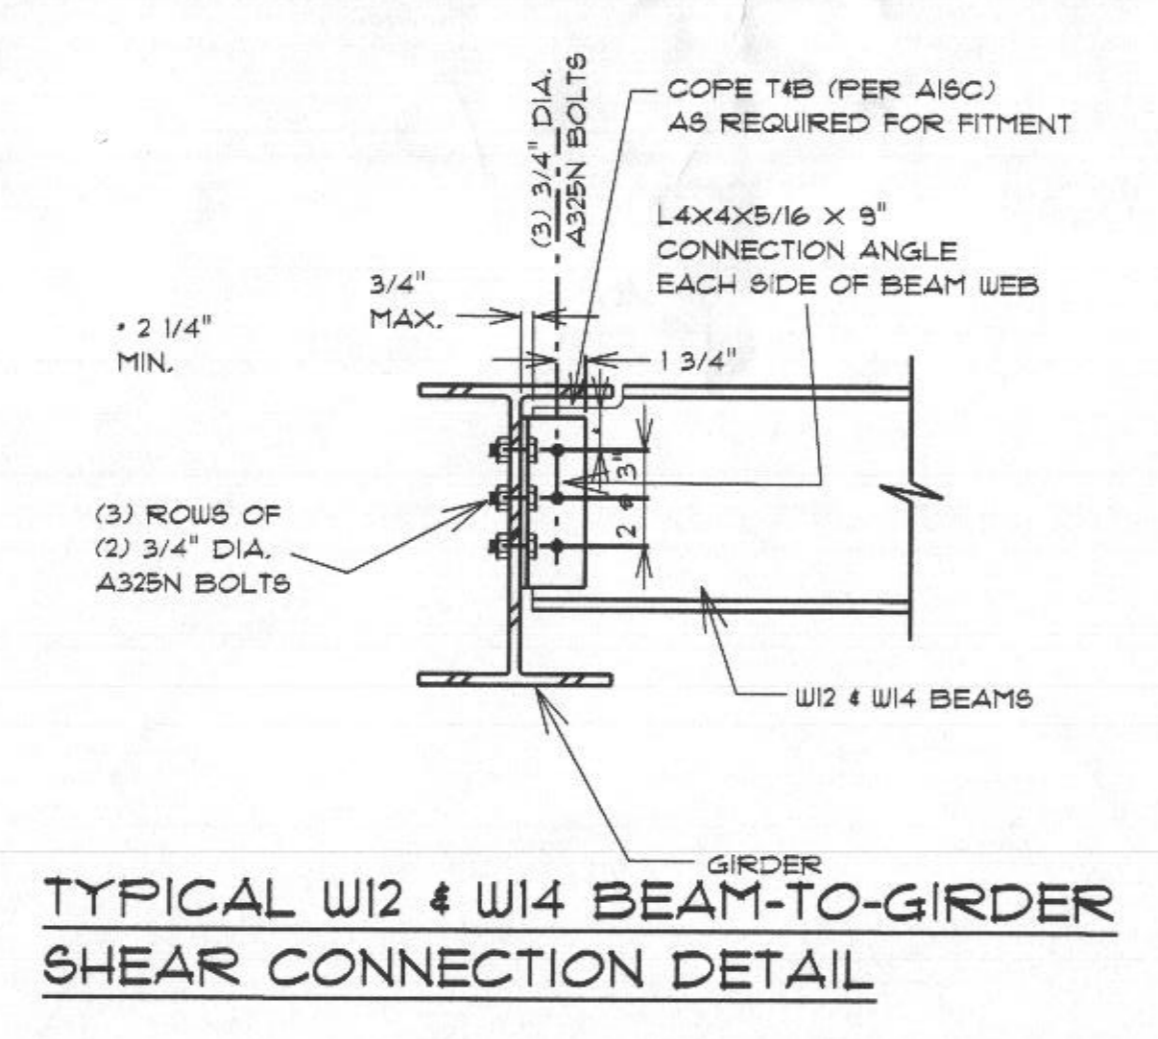 (3) 3/4" DIA.
A325N BOLTS
COPE T&B (PER AISC)
AS REQUIRED FOR FITMENT
L4X4X5/16 X 9"
CONNECTION ANGLE
EACH SIDE OF BEAM WEB
3/4"
MAX.
* 2 1/4"
MIN.
1 3/4"
*
2 @ 3"
(3) ROWS OF
(2) 3/4" DIA.
A325N BOLTS
W12 & W14 BEAMS
GIRDER
TYPICAL W12 & W14 BEAM-TO-GIRDER
SHEAR CONNECTION DETAIL